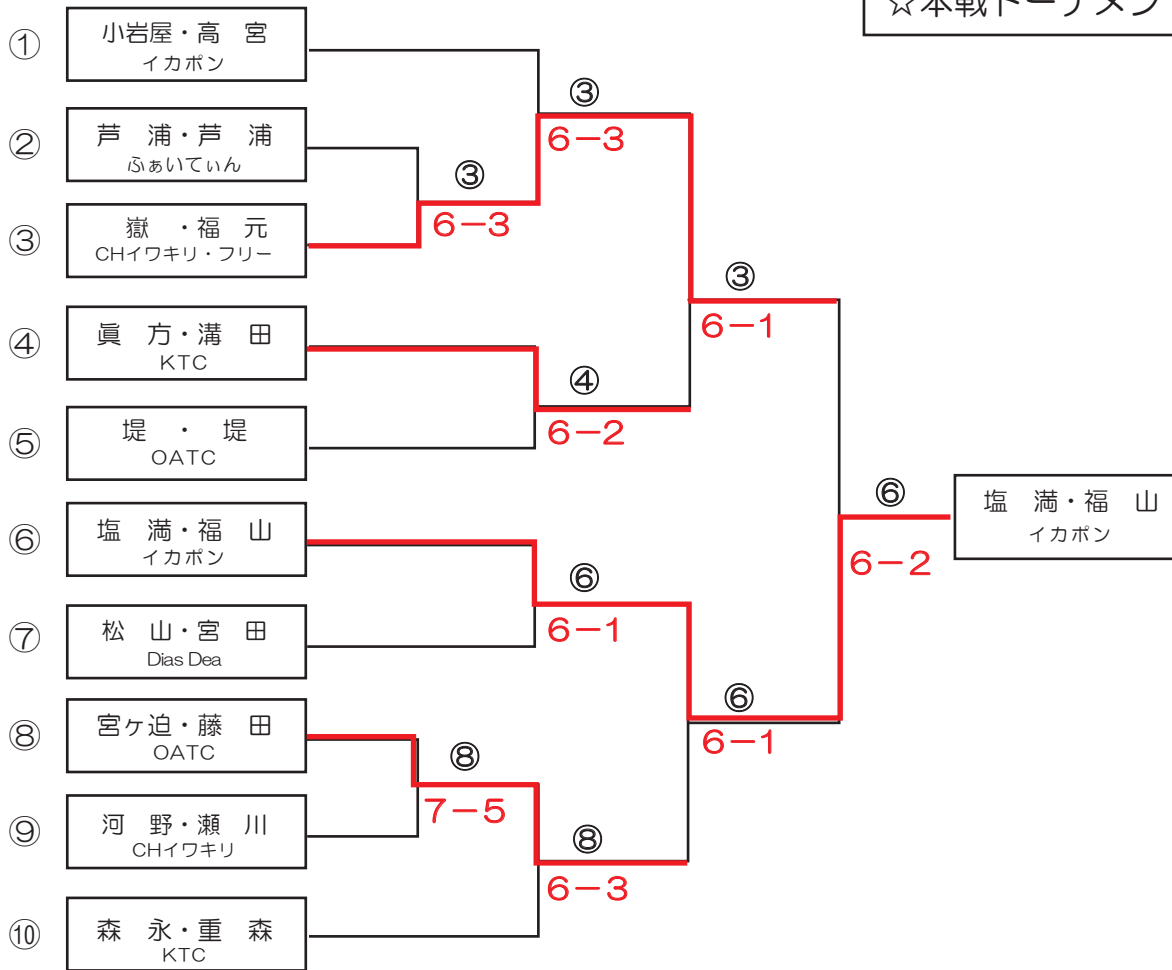 ☆本戦トーナメン
① 小岩屋・高　宮
イカポン
② 芦　浦・芦　浦
ふぁいてぃん
③ 嶽　・福　元
CHイワキリ・フリー
④ 眞　方・溝　田
KTC
⑤ 堤　・　堤
OATC
⑥ 塩　満・福　山
イカポン
⑦ 松　山・宮　田
Dias Dea
⑧ 宮ヶ迫・藤　田
OATC
⑨ 河　野・瀬　川
CHイワキリ
⑩ 森　永・重　森
KTC
③
6－3
⑧
7－5
③
6－3
④
6－2
⑥
6－1
⑧
6－3
③
6－1
⑥
6－1
⑥
6－2
塩　満・福　山
イカポン